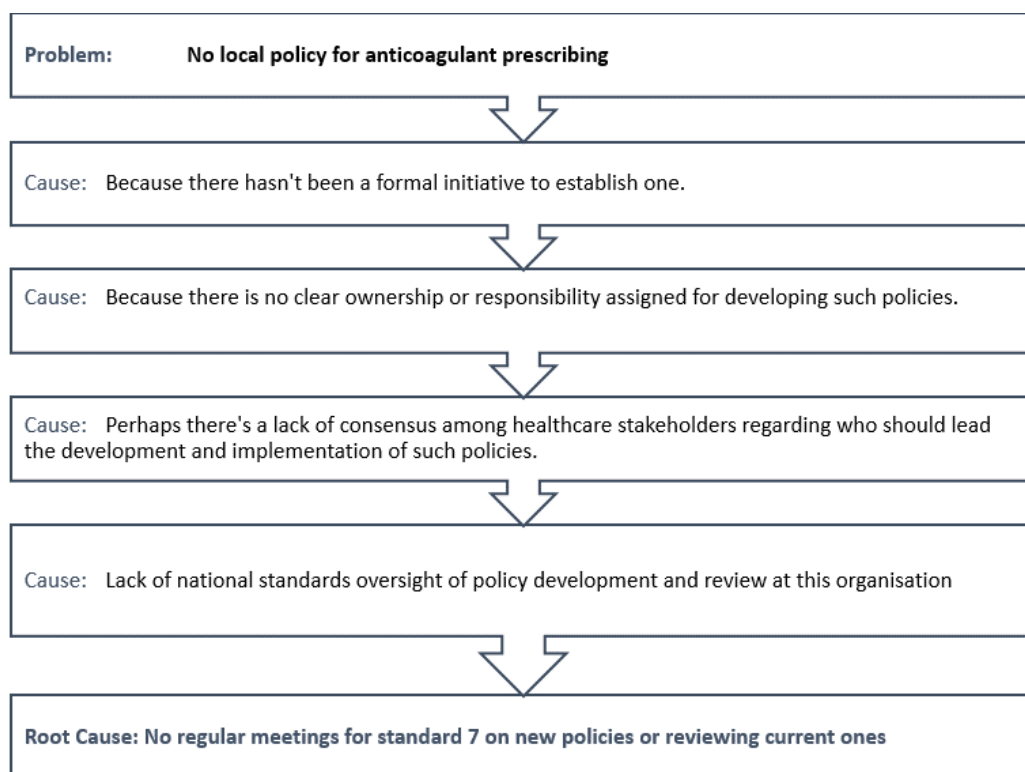 Problem: No local policy for anticoagulant prescribing
Cause: Because there hasn't been a formal initiative to establish one.
Cause: Because there is no clear ownership or responsibility assigned for developing such policies.
Cause: Perhaps there's a lack of consensus among healthcare stakeholders regarding who should lead
the development and implementation of such policies.
Cause: Lack of national standards oversight of policy development and review at this organisation
Root Cause: No regular meetings for standard 7 on new policies or reviewing current ones